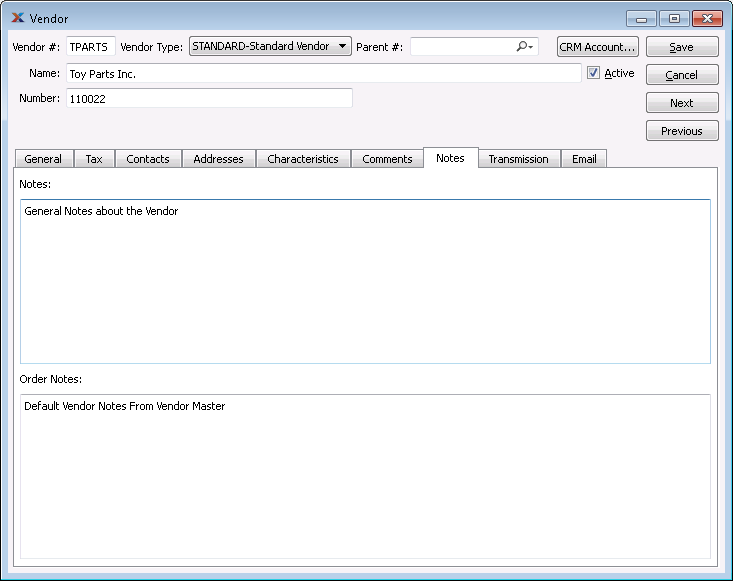 Vendor
Vendor #: TPARTS Vendor Type: STANDARD-Standard Vendor Parent #: CRM Account... Save
Name: Toy Parts Inc. Active Cancel
Number: 110022 Next
Previous
General Tax Contacts Addresses Characteristics Comments Notes Transmission Email
Notes:
General Notes about the Vendor
Order Notes:
Default Vendor Notes From Vendor Master